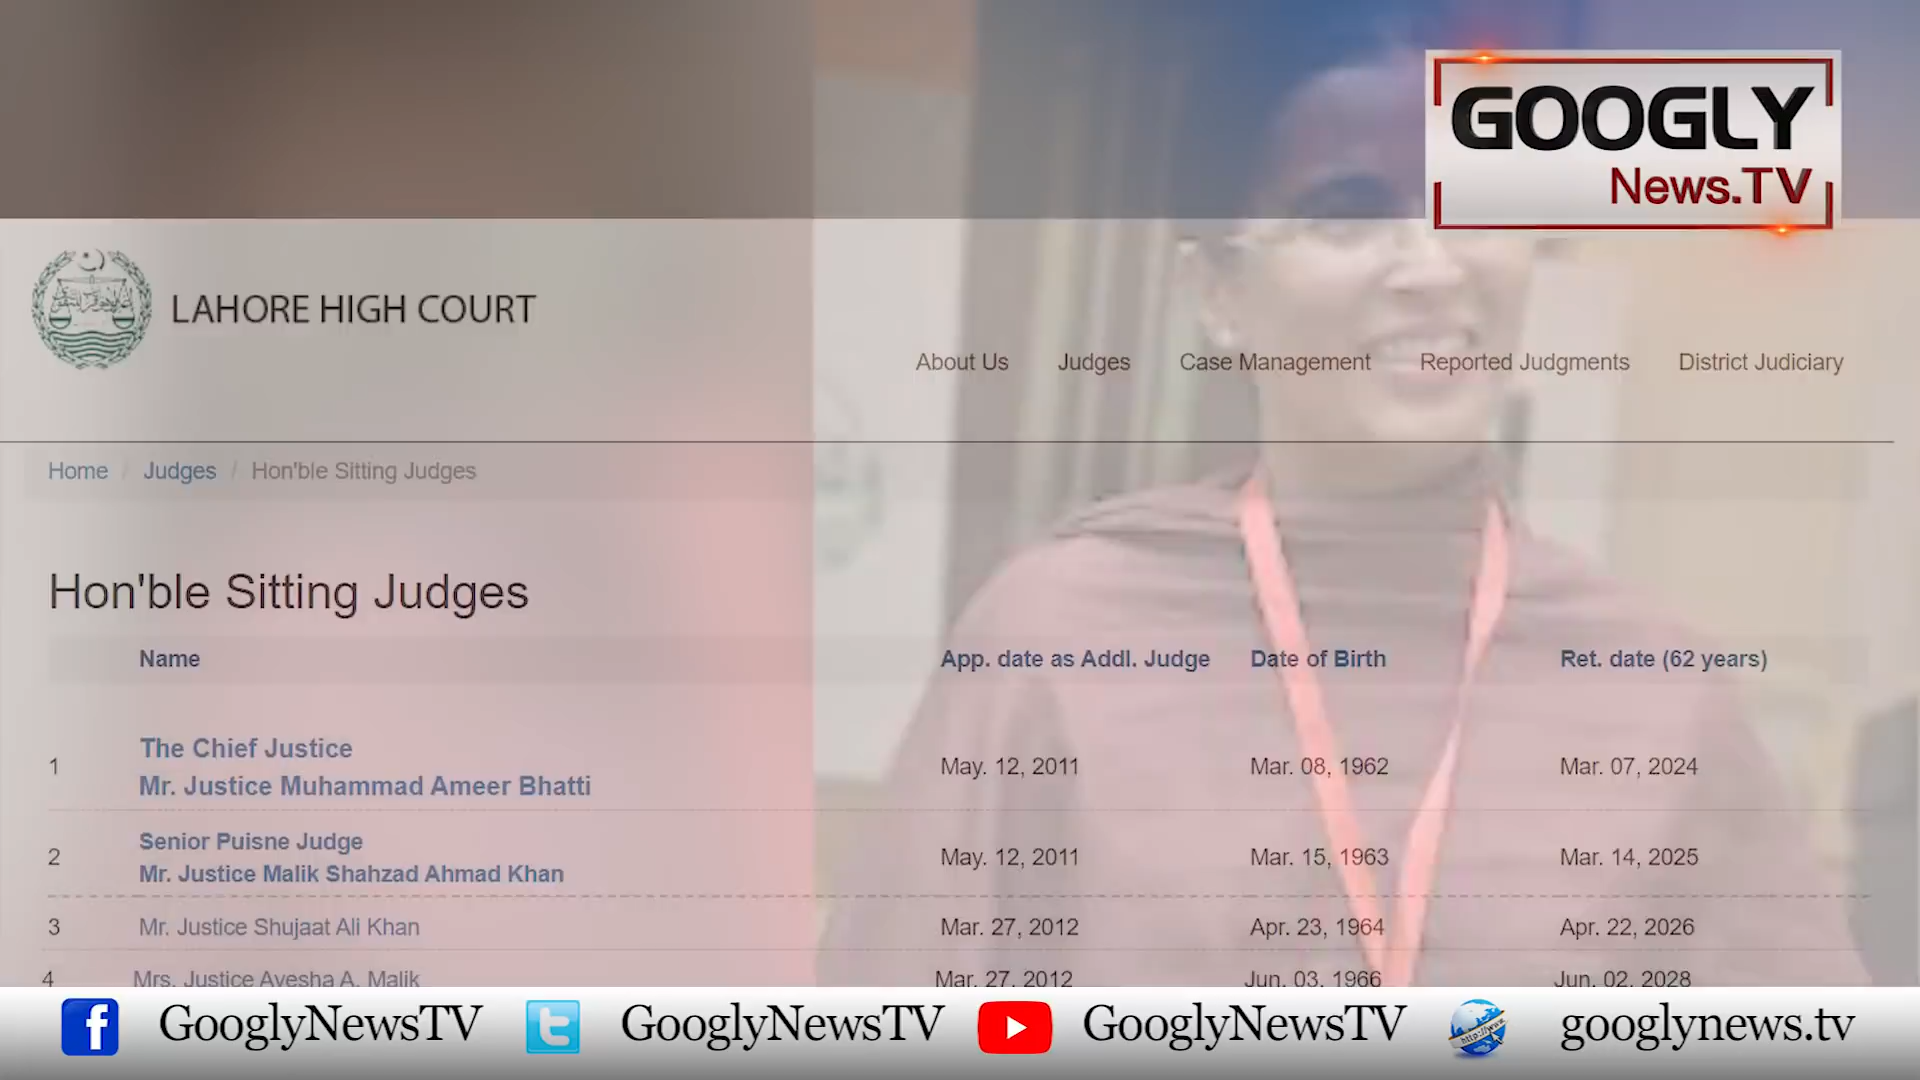 GOOGLY
News.TV
LAHORE HIGH COURT
About Us Judges Case Management Reported Judgments District Judiciary
Home / Judges / Hon'ble Sitting Judges
Hon'ble Sitting Judges
Name App. date as Addl. Judge Date of Birth Ret. date (62 years)
The Chief Justice
1 Mr. Justice Muhammad Ameer Bhatti May. 12, 2011 Mar. 08, 1962 Mar. 07, 2024
Senior Puisne Judge
2 Mr. Justice Malik Shahzad Ahmad Khan May. 12, 2011 Mar. 15, 1963 Mar. 14, 2025
3 Mr. Justice Shujaat Ali Khan Mar. 27, 2012 Apr. 23, 1964 Apr. 22, 2026
4 Mrs. Justice Ayesha A. Malik Mar. 27, 2012 Jun. 03, 1966 Jun. 02, 2028
GooglyNewsTV GooglyNewsTV GooglyNewsTV googlynews.tv